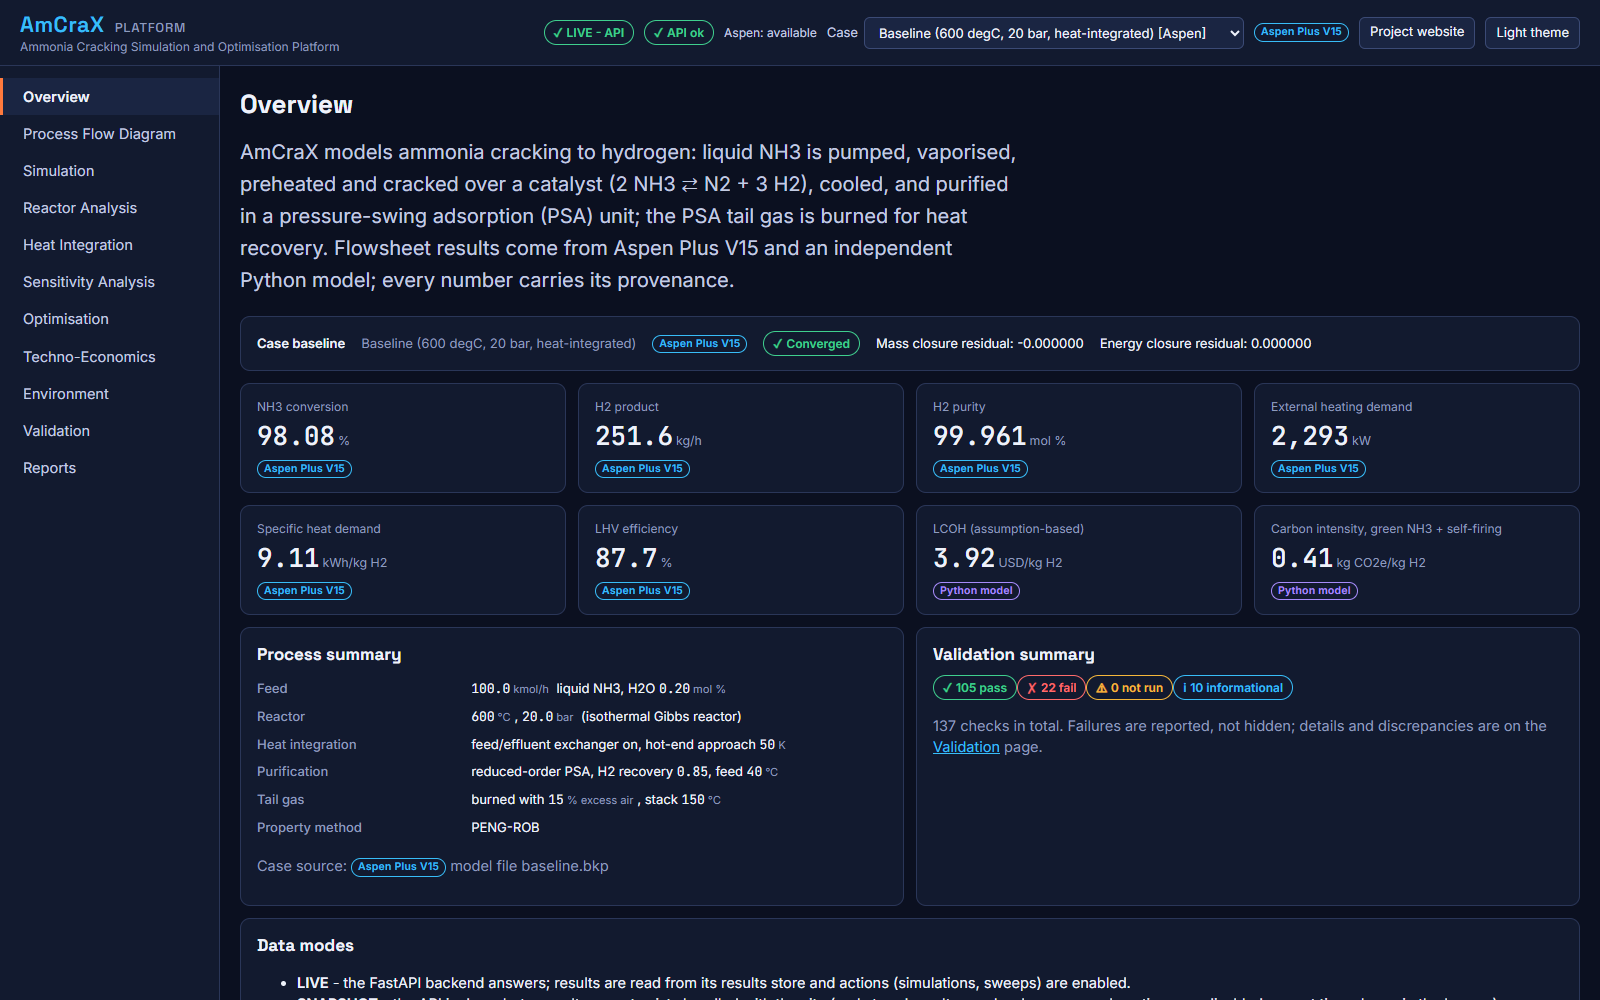 AmCraX PLATFORM
Ammonia Cracking Simulation and Optimisation Platform
✓ LIVE - API
✓ API ok
Aspen: available
Case
Baseline (600 degC, 20 bar, heat-integrated) [Aspen]
Aspen Plus V15
Project website
Light theme
Overview
Process Flow Diagram
Simulation
Reactor Analysis
Heat Integration
Sensitivity Analysis
Optimisation
Techno-Economics
Environment
Validation
Reports
Overview
AmCraX models ammonia cracking to hydrogen: liquid NH3 is pumped, vaporised,
preheated and cracked over a catalyst (2 NH3 ⇄ N2 + 3 H2), cooled, and purified
in a pressure-swing adsorption (PSA) unit; the PSA tail gas is burned for heat
recovery. Flowsheet results come from Aspen Plus V15 and an independent
Python model; every number carries its provenance.
Case baseline Baseline (600 degC, 20 bar, heat-integrated) Aspen Plus V15 ✓ Converged Mass closure residual: -0.000000 Energy closure residual: 0.000000
NH3 conversion
98.08 %
Aspen Plus V15
H2 product
251.6 kg/h
Aspen Plus V15
H2 purity
99.961 mol %
Aspen Plus V15
External heating demand
2,293 kW
Aspen Plus V15
Specific heat demand
9.11 kWh/kg H2
Aspen Plus V15
LHV efficiency
87.7 %
Aspen Plus V15
LCOH (assumption-based)
3.92 USD/kg H2
Python model
Carbon intensity, green NH3 + self-firing
0.41 kg CO2e/kg H2
Python model
Process summary
Feed 100.0 kmol/h liquid NH3, H2O 0.20 mol %
Reactor 600 °C , 20.0 bar (isothermal Gibbs reactor)
Heat integration feed/effluent exchanger on, hot-end approach 50 K
Purification reduced-order PSA, H2 recovery 0.85, feed 40 °C
Tail gas burned with 15 % excess air , stack 150 °C
Property method PENG-ROB
Case source: Aspen Plus V15 model file baseline.bkp
Validation summary
✓ 105 pass ✗ 22 fail ⚠ 0 not run i 10 informational
137 checks in total. Failures are reported, not hidden; details and discrepancies are on the
Validation page.
Data modes
• LIVE - the FastAPI backend answers; results are read from its results store and actions (simulations, sweeps) are enabled.